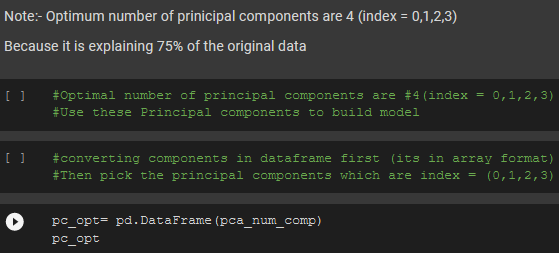 Note:- Optimum number of prinicipal components are 4 (index = 0,1,2,3)
Because it is explaining 75% of the original data
[ ] #Optimal number of principal components are #4(index = 0,1,2,3)
#Use these Principal components to build model
[ ] #converting components in dataframe first (its in array format)
#Then pick the principal components which are index = (0,1,2,3)
pc_opt= pd.DataFrame(pca_num_comp)
pc_opt